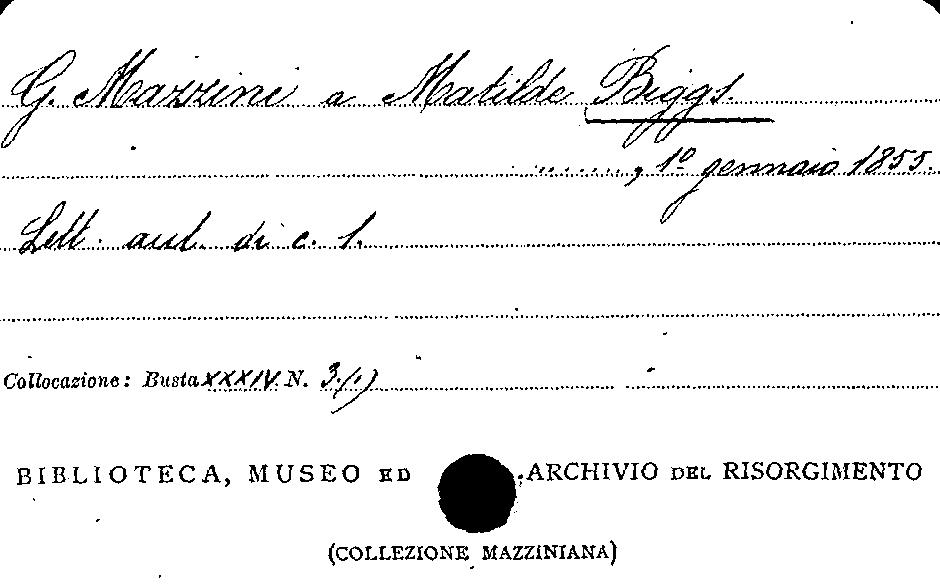 G. Mazzini a Matilde Biggs.
........, 1º gennaio 1855.
Lett. aut. di c. 1.
Collocazione: Busta XXXIV N. 3./1)
BIBLIOTECA, MUSEO ED ARCHIVIO DEL RISORGIMENTO
(COLLEZIONE MAZZINIANA)